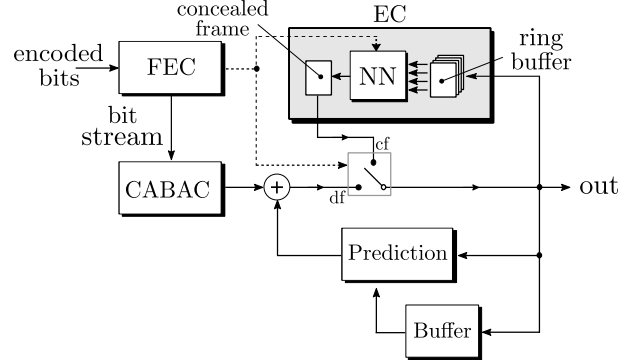 concealed
frame
EC
encoded
bits
FEC
NN
ring
buffer
bit
stream
cf
CABAC
+
df
out
Prediction
Buffer